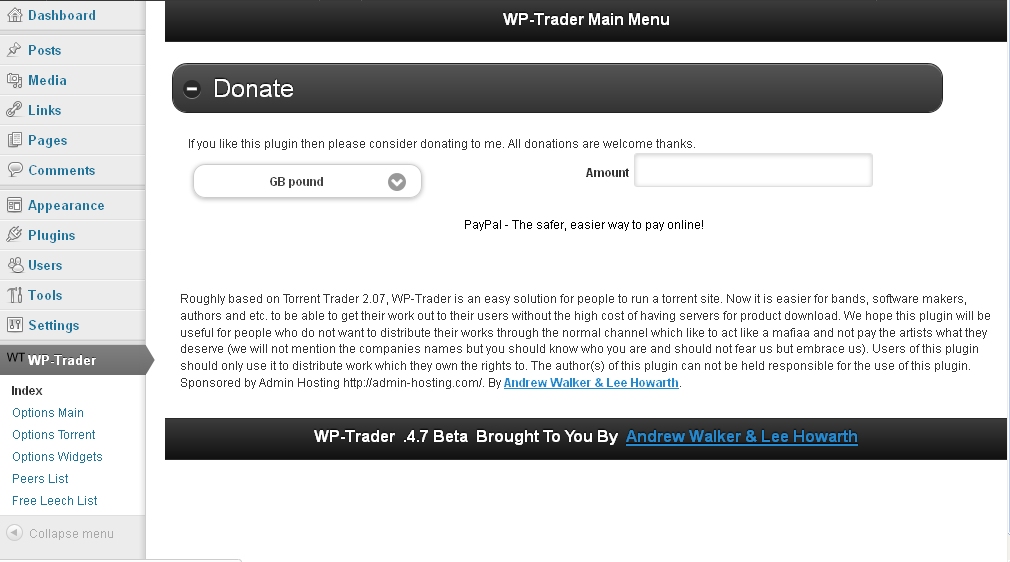 Dashboard
Posts
Media
Links
Pages
Comments
Appearance
Plugins
Users
Tools
Settings
WT WP-Trader
Index
Options Main
Options Torrent
Options Widgets
Peers List
Free Leech List
Collapse menu
WP-Trader Main Menu
Donate
If you like this plugin then please consider donating to me. All donations are welcome thanks.
GB pound
Amount
PayPal - The safer, easier way to pay online!
Roughly based on Torrent Trader 2.07, WP-Trader is an easy solution for people to run a torrent site. Now it is easier for bands, software makers,
authors and etc. to be able to get their work out to their users without the high cost of having servers for product download. We hope this plugin will be
useful for people who do not want to distribute their works through the normal channel which like to act like a mafiaa and not pay the artists what they
deserve (we will not mention the companies names but you should know who you are and should not fear us but embrace us). Users of this plugin
should only use it to distribute work which they own the rights to. The author(s) of this plugin can not be held responsible for the use of this plugin.
Sponsored by Admin Hosting http://admin-hosting.com/. By Andrew Walker & Lee Howarth.
WP-Trader .4.7 Beta Brought To You By Andrew Walker & Lee Howarth